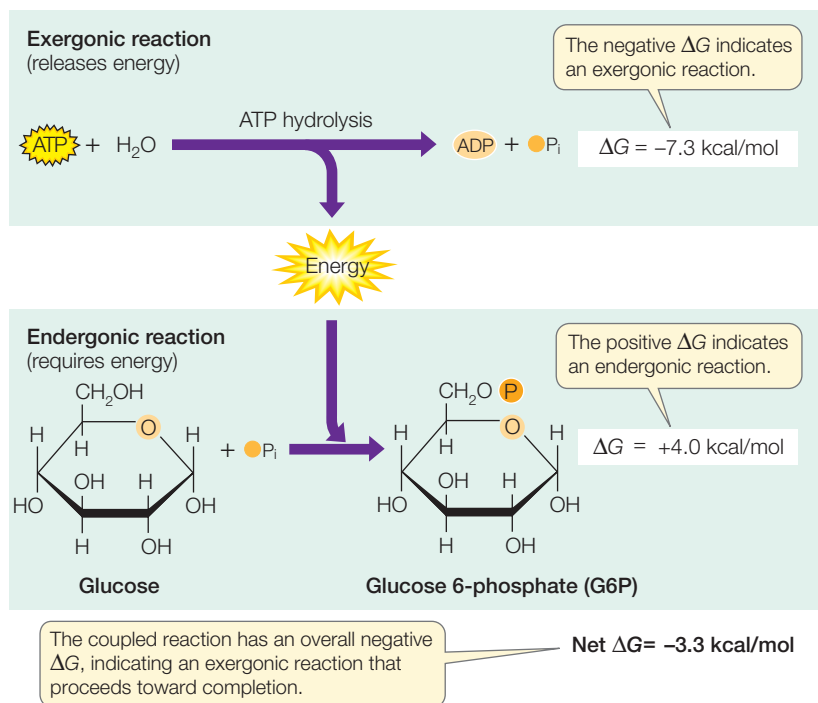 Exergonic reaction
(releases energy)
The negative ΔG indicates
an exergonic reaction.
ATP hydrolysis
ATP + H₂O
ADP + Pᵢ
ΔG = −7.3 kcal/mol
Energy
Endergonic reaction
(requires energy)
The positive ΔG indicates
an endergonic reaction.
ΔG = +4.0 kcal/mol
CH₂OH
H
O
H
H
OH
H
HO
OH
H
OH
+ Pᵢ
CH₂O P
H
O
H
H
OH
H
HO
OH
H
OH
Glucose
Glucose 6-phosphate (G6P)
The coupled reaction has an overall negative
ΔG, indicating an exergonic reaction that
proceeds toward completion.
Net ΔG= −3.3 kcal/mol